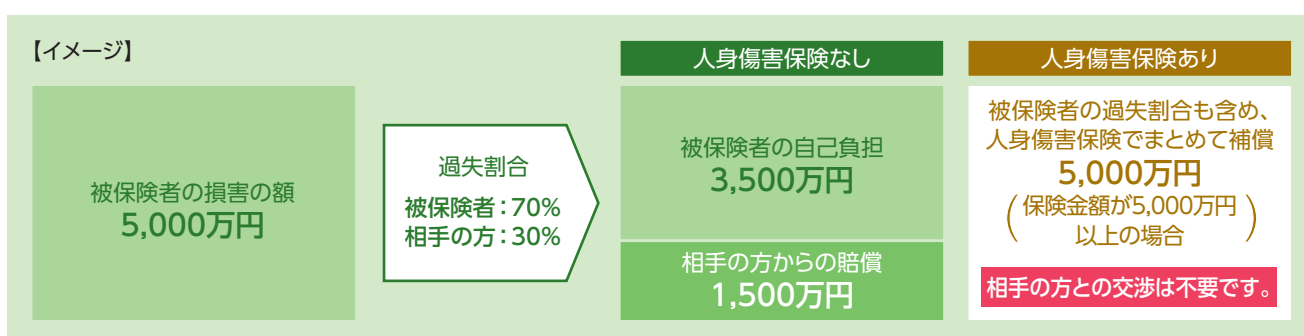 【イメージ】
被保険者の損害の額
5,000万円
過失割合
被保険者：70%
相手の方：30%
人身傷害保険なし
被保険者の自己負担
3,500万円
相手の方からの賠償
1,500万円
人身傷害保険あり
被保険者の過失割合も含め、
人身傷害保険でまとめて補償
5,000万円
（保険金額が5,000万円
以上の場合）
相手の方との交渉は不要です。